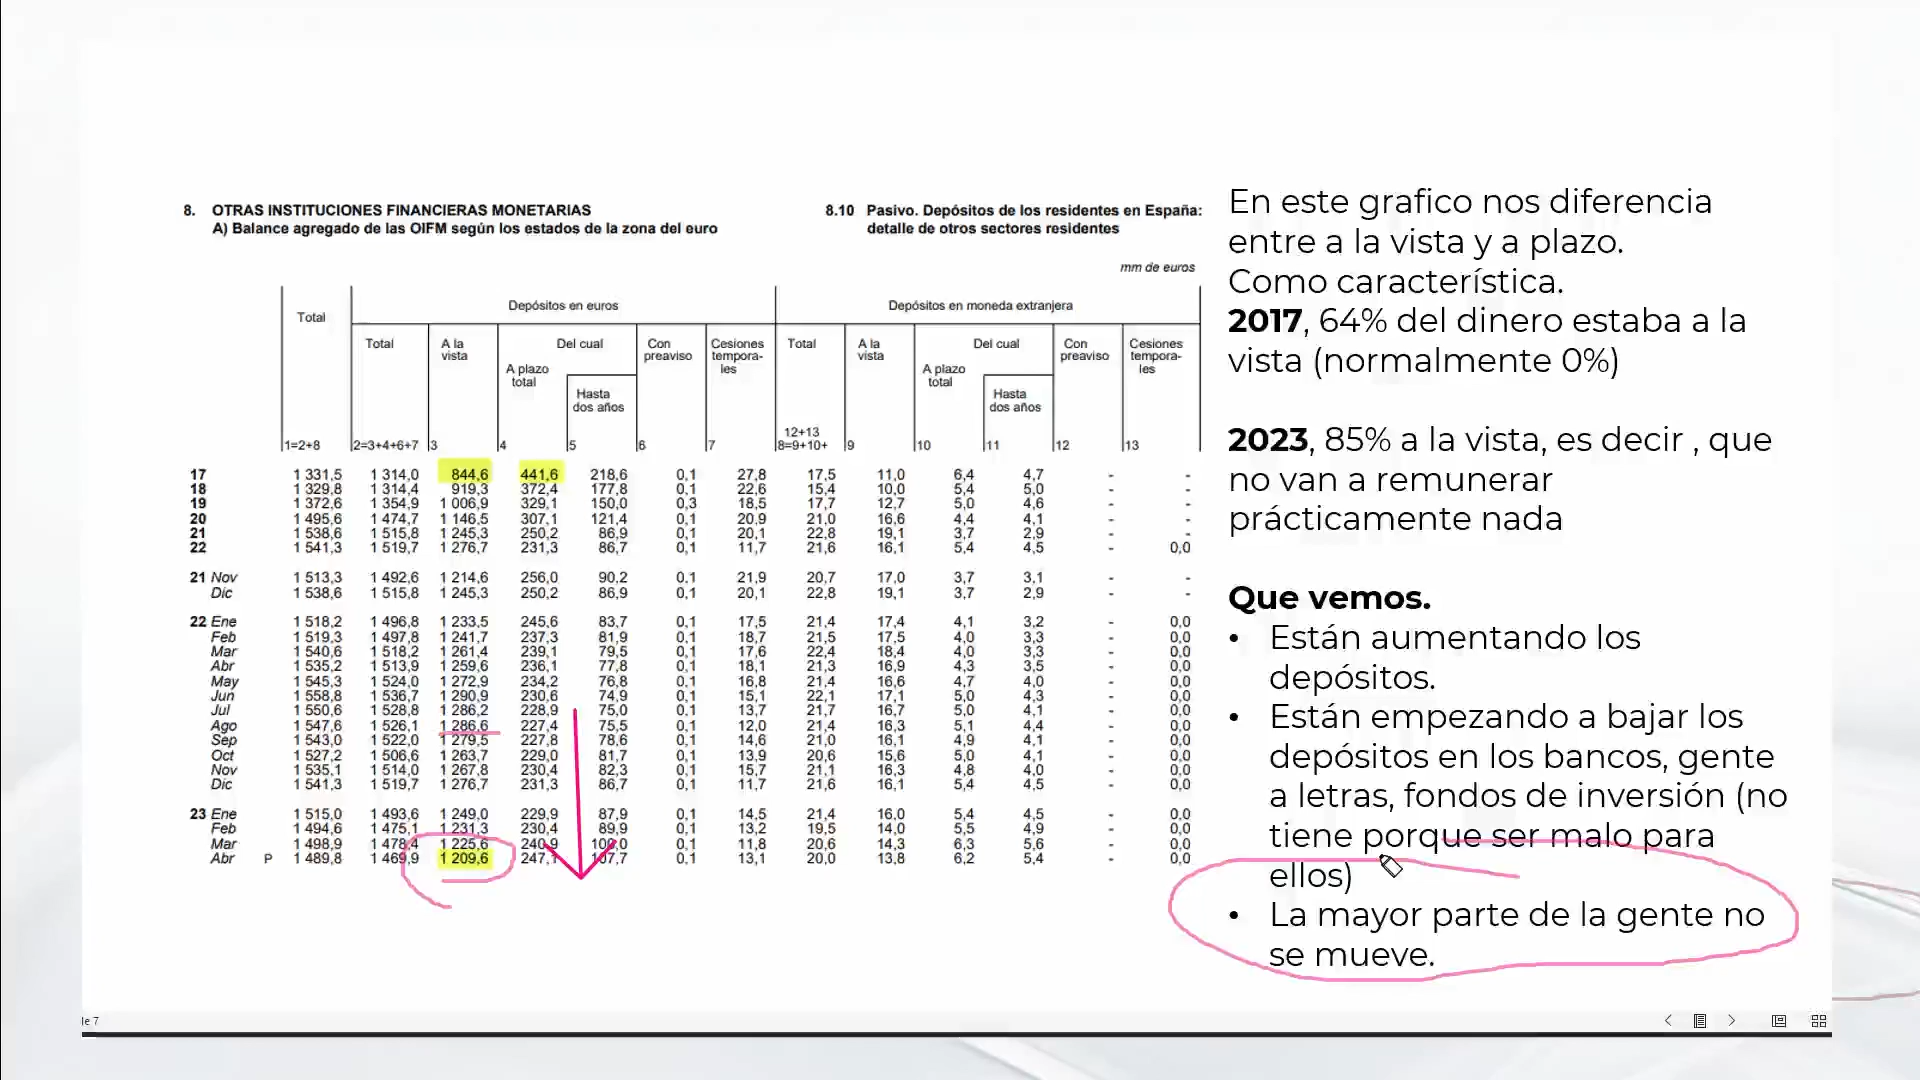 8. OTRAS INSTITUCIONES FINANCIERAS MONETARIAS
A) Balance agregado de las OIFM según los estados de la zona del euro
8.10 Pasivo. Depósitos de los residentes en España:
detalle de otros sectores residentes
mm de euros
Depósitos en euros
Depósitos en moneda extranjera
Total
Total
A la
vista
Del cual
A plazo
total
Hasta
dos años
Con
preaviso
Cesiones
tempora-
les
Total
A la
vista
Del cual
A plazo
total
Hasta
dos años
Con
preaviso
Cesiones
tempora-
les
12+13
1=2+8 2=3+4+6+7 3 4 5 6 7 8=9+10+ 9 10 11 12 13
17 1 331,5 1 314,0 844,6 441,6 218,6 0,1 27,8 17,5 11,0 6,4 4,7 - -
18 1 329,8 1 314,4 919,3 372,4 177,8 0,1 22,6 15,4 10,0 5,4 5,0 - -
19 1 372,6 1 354,9 1 006,9 329,1 150,0 0,3 18,5 17,7 12,7 5,0 4,6 - -
20 1 495,6 1 474,7 1 146,5 307,1 121,4 0,1 20,9 21,0 16,6 4,4 4,1 - -
21 1 538,6 1 515,8 1 245,3 250,2 86,9 0,1 20,1 22,8 19,1 3,7 2,9 - -
22 1 541,3 1 519,7 1 276,7 231,3 86,7 0,1 11,7 21,6 16,1 5,4 4,5 - 0,0
21 Nov 1 513,3 1 492,6 1 214,6 256,0 90,2 0,1 21,9 20,7 17,0 3,7 3,1 - -
Dic 1 538,6 1 515,8 1 245,3 250,2 86,9 0,1 20,1 22,8 19,1 3,7 2,9 - -
22 Ene 1 518,2 1 496,8 1 233,5 245,6 83,7 0,1 17,5 21,4 17,4 4,1 3,2 - 0,0
Feb 1 519,3 1 497,8 1 241,7 237,3 81,9 0,1 18,7 21,5 17,5 4,0 3,3 - 0,0
Mar 1 540,6 1 518,2 1 261,4 239,1 79,5 0,1 17,6 22,4 18,4 4,0 3,3 - 0,0
Abr 1 535,2 1 513,9 1 259,6 236,1 77,8 0,1 18,1 21,3 16,9 4,3 3,5 - 0,0
May 1 545,3 1 524,0 1 272,9 234,2 76,8 0,1 16,8 21,4 16,6 4,7 4,0 - 0,0
Jun 1 558,8 1 536,7 1 290,9 230,6 74,9 0,1 15,1 22,1 17,1 5,0 4,3 - 0,0
Jul 1 550,6 1 528,8 1 286,2 228,9 75,0 0,1 13,7 21,7 16,7 5,0 4,1 - 0,0
Ago 1 547,6 1 526,1 1 286,6 227,4 75,5 0,1 12,0 21,4 16,3 5,1 4,4 - 0,0
Sep 1 543,0 1 522,0 1 279,5 227,8 78,6 0,1 14,6 21,0 16,1 4,9 4,1 - 0,0
Oct 1 527,2 1 506,6 1 263,7 229,0 81,7 0,1 13,9 20,6 15,6 5,0 4,1 - 0,0
Nov 1 535,1 1 514,0 1 267,8 230,4 82,3 0,1 15,7 21,1 16,3 4,8 4,0 - 0,0
Dic 1 541,3 1 519,7 1 276,7 231,3 86,7 0,1 11,7 21,6 16,1 5,4 4,5 - 0,0
23 Ene 1 515,0 1 493,6 1 249,0 229,9 87,9 0,1 14,5 21,4 16,0 5,4 4,5 - 0,0
Feb 1 494,6 1 475,1 1 231,3 230,4 89,9 0,1 13,2 19,5 14,0 5,5 4,9 - 0,0
Mar 1 498,9 1 478,4 1 225,6 240,9 100,0 0,1 11,8 20,6 14,3 6,3 5,6 - 0,0
Abr P 1 489,8 1 469,9 1 209,6 247,1 107,7 0,1 13,1 20,0 13,8 6,2 5,4 - 0,0
En este grafico nos diferencia
entre a la vista y a plazo.
Como característica.
2017, 64% del dinero estaba a la
vista (normalmente 0%)
2023, 85% a la vista, es decir , que
no van a remunerar
prácticamente nada
Que vemos.
• Están aumentando los
depósitos.
• Están empezando a bajar los
depósitos en los bancos, gente
a letras, fondos de inversión (no
tiene porque ser malo para
ellos)
• La mayor parte de la gente no
se mueve.
le 7